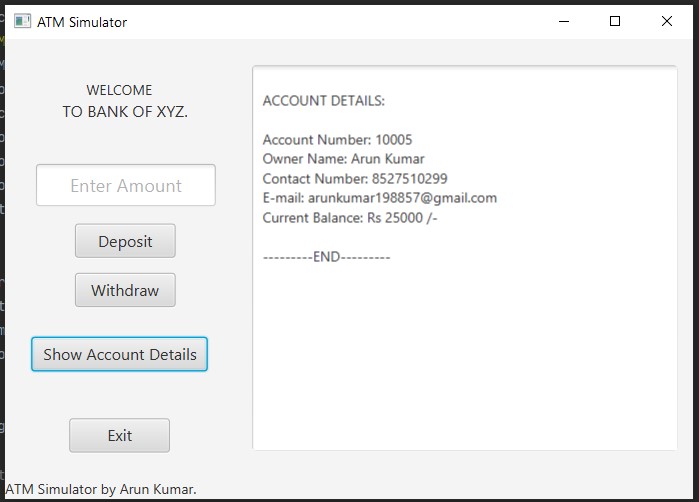 ATM Simulator
WELCOME
TO BANK OF XYZ.
Enter Amount
Deposit
Withdraw
Show Account Details
Exit
ACCOUNT DETAILS:
Account Number: 10005
Owner Name: Arun Kumar
Contact Number: 8527510299
E-mail: arunkumar198857@gmail.com
Current Balance: Rs 25000 /-
---------END---------
ATM Simulator by Arun Kumar.